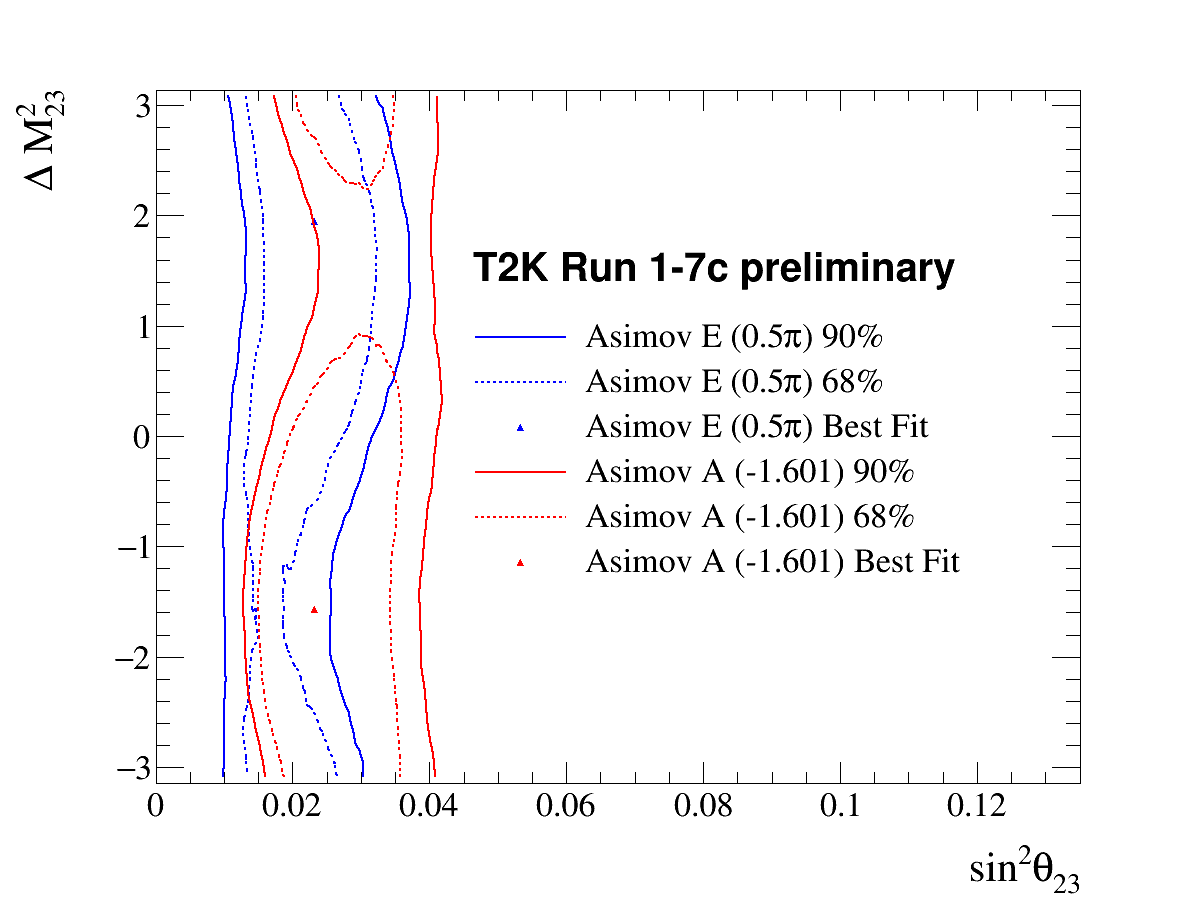 Δ M²₂₃
3
2
1
0
−1
−2
−3
T2K Run 1-7c preliminary
Asimov E (0.5π) 90%
Asimov E (0.5π) 68%
Asimov E (0.5π) Best Fit
Asimov A (-1.601) 90%
Asimov A (-1.601) 68%
Asimov A (-1.601) Best Fit
0 0.02 0.04 0.06 0.08 0.1 0.12
sin²θ₂₃